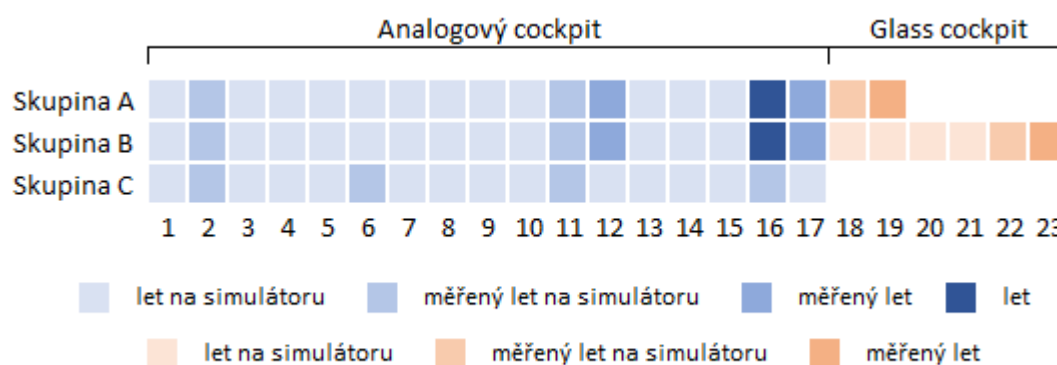 Analogový cockpit Glass cockpit
Skupina A
Skupina B
Skupina C
1 2 3 4 5 6 7 8 9 10 11 12 13 14 15 16 17 18 19 20 21 22 23
let na simulátoru měřený let na simulátoru měřený let let
let na simulátoru měřený let na simulátoru měřený let